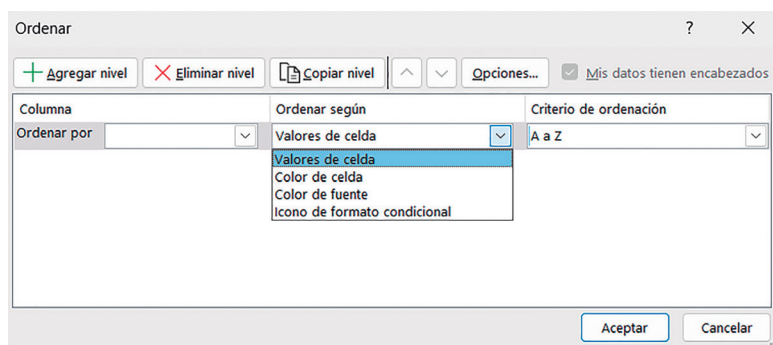 Ordenar ? ×
Agregar nivel Eliminar nivel Copiar nivel Opciones... Mis datos tienen encabezados
Columna Ordenar según Criterio de ordenación
Ordenar por Valores de celda A a Z
Valores de celda
Color de celda
Color de fuente
Icono de formato condicional
Aceptar Cancelar